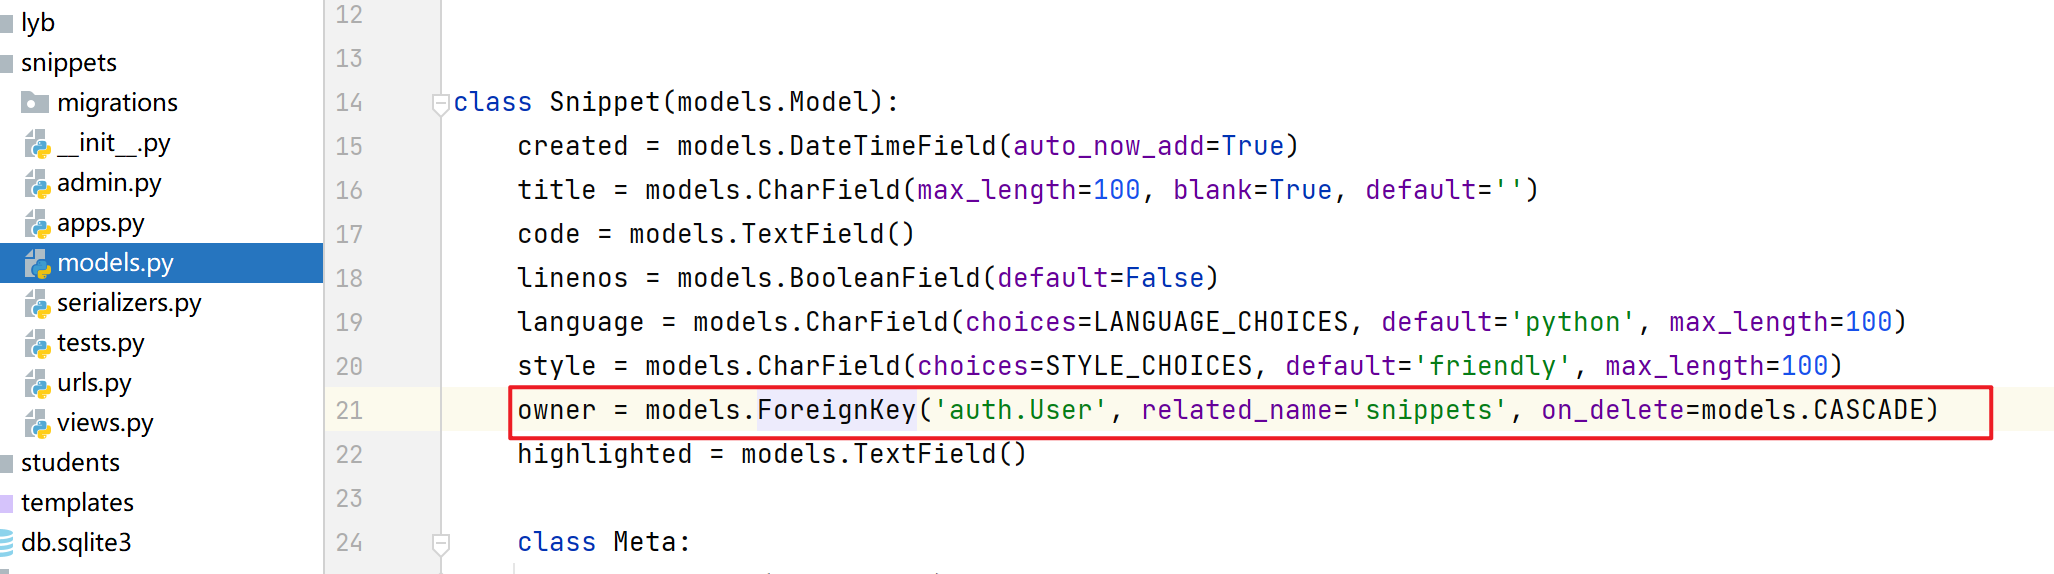 lyb
snippets
migrations
__init__.py
admin.py
apps.py
models.py
serializers.py
tests.py
urls.py
views.py
students
templates
db.sqlite3
12
13
14 class Snippet(models.Model):
15 created = models.DateTimeField(auto_now_add=True)
16 title = models.CharField(max_length=100, blank=True, default='')
17 code = models.TextField()
18 linenos = models.BooleanField(default=False)
19 language = models.CharField(choices=LANGUAGE_CHOICES, default='python', max_length=100)
20 style = models.CharField(choices=STYLE_CHOICES, default='friendly', max_length=100)
21 owner = models.ForeignKey('auth.User', related_name='snippets', on_delete=models.CASCADE)
22 highlighted = models.TextField()
23
24 class Meta: